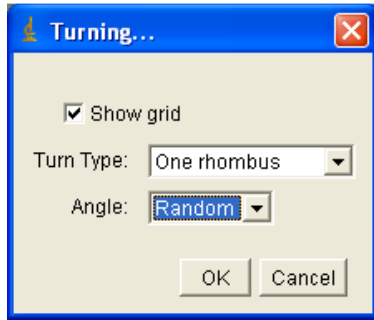 Turning...
Show grid
Turn Type: One rhombus
Angle: Random
OK Cancel